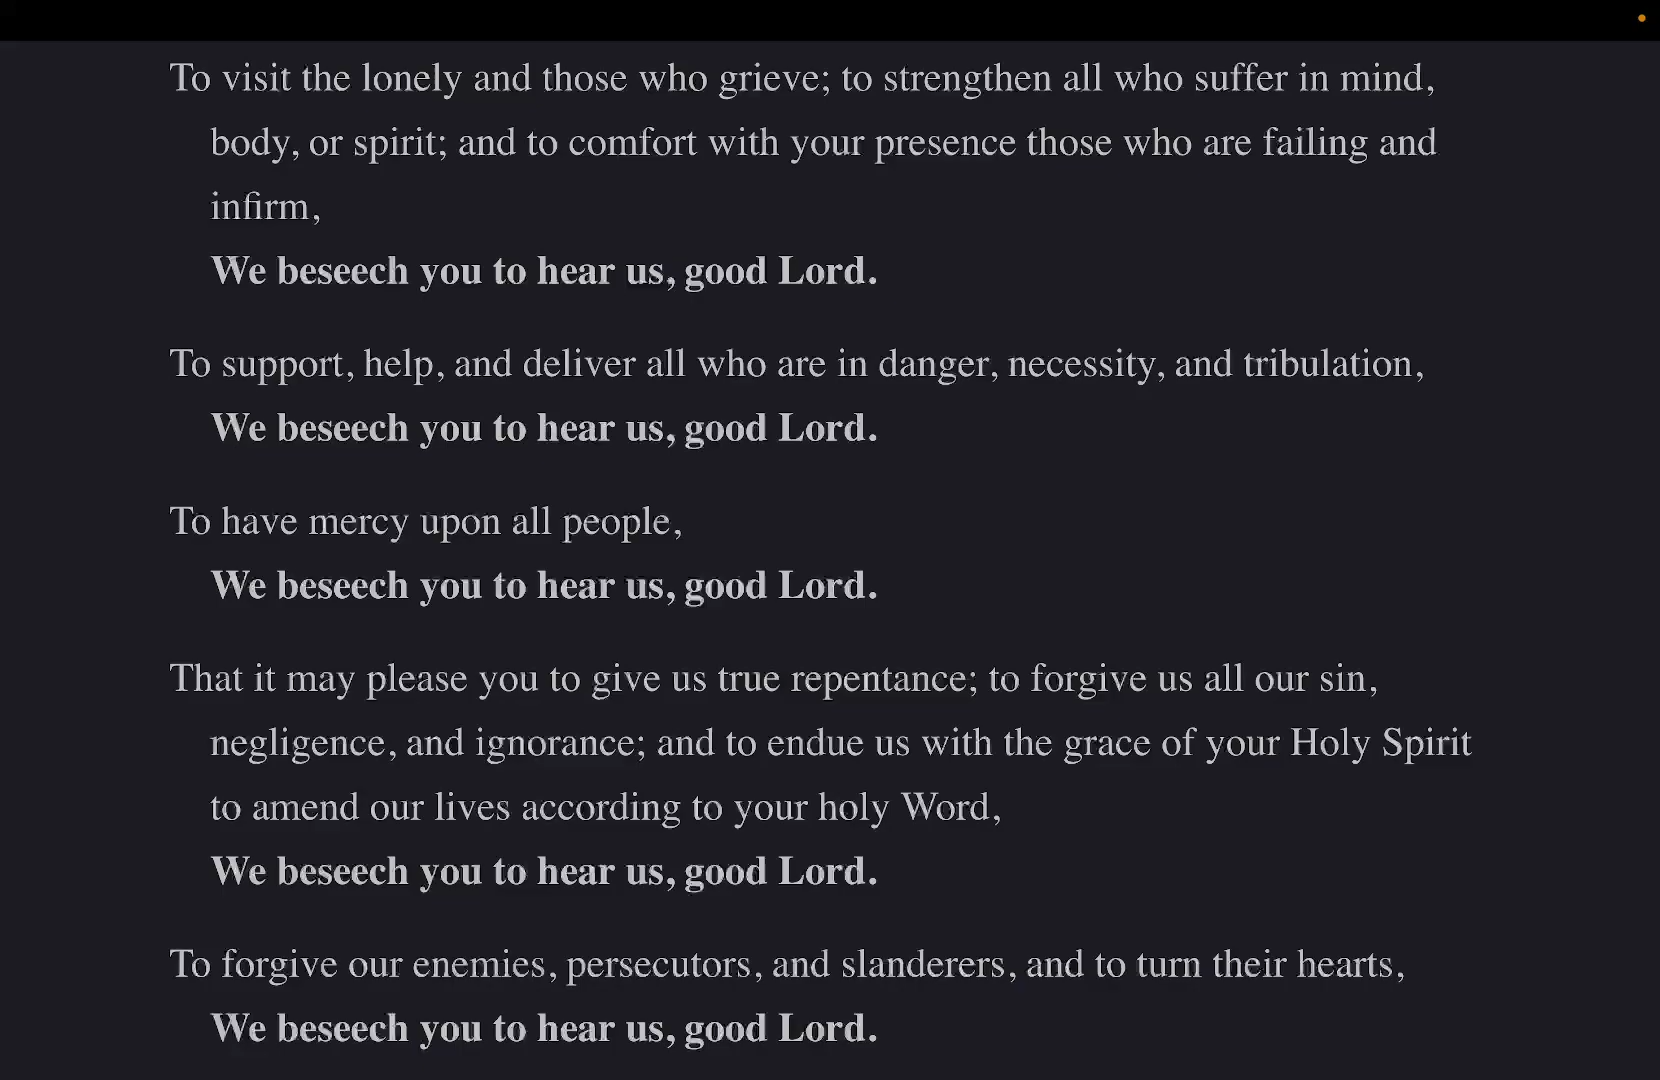 To visit the lonely and those who grieve; to strengthen all who suffer in mind,
body, or spirit; and to comfort with your presence those who are failing and
infirm,
We beseech you to hear us, good Lord.
To support, help, and deliver all who are in danger, necessity, and tribulation,
We beseech you to hear us, good Lord.
To have mercy upon all people,
We beseech you to hear us, good Lord.
That it may please you to give us true repentance; to forgive us all our sin,
negligence, and ignorance; and to endue us with the grace of your Holy Spirit
to amend our lives according to your holy Word,
We beseech you to hear us, good Lord.
To forgive our enemies, persecutors, and slanderers, and to turn their hearts,
We beseech you to hear us, good Lord.